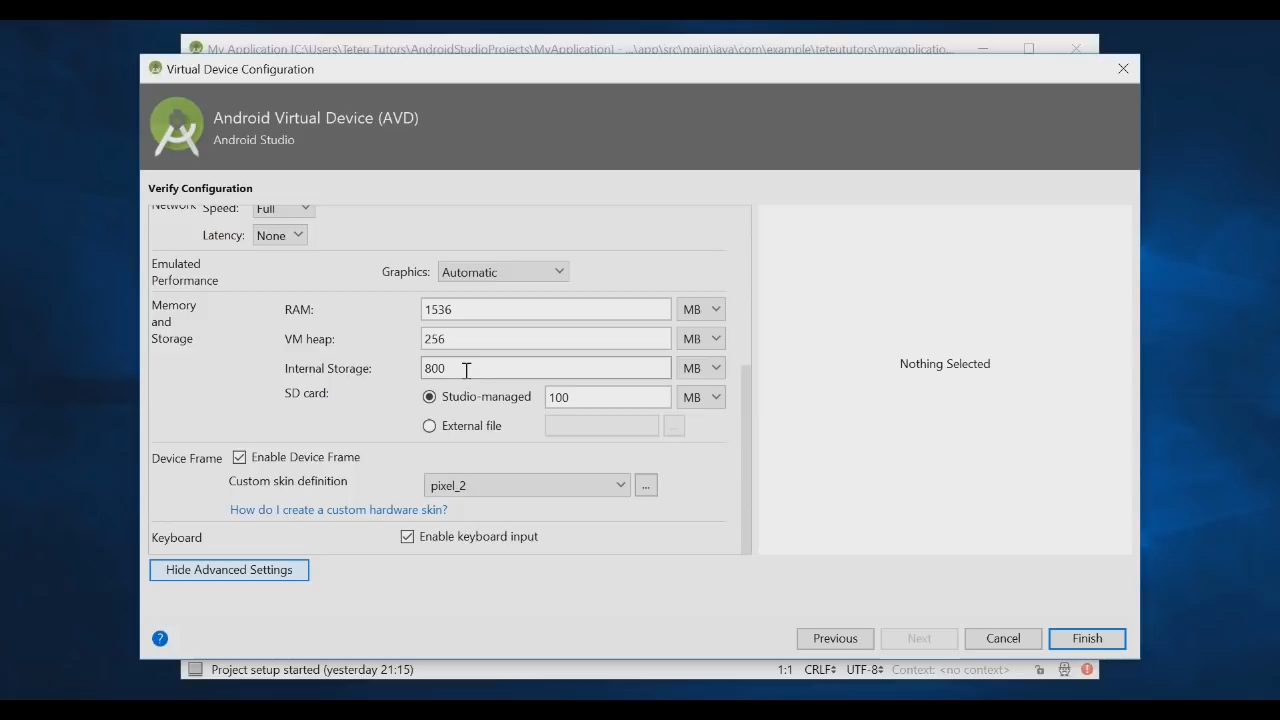 My Application [C:\Users\Teteu Tutors\AndroidStudioProjects\MyApplication] - ...\app\src\main\java\com\example\teteututors\myapplicatio...
Virtual Device Configuration
Android Virtual Device (AVD)
Android Studio
Verify Configuration
Network Speed: Full
Latency: None
Emulated Performance
Graphics: Automatic
Memory and Storage
RAM: 1536 MB
VM heap: 256 MB
Internal Storage: 800 MB
SD card: Studio-managed 100 MB
External file ...
Device Frame Enable Device Frame
Custom skin definition pixel_2 ...
How do I create a custom hardware skin?
Keyboard Enable keyboard input
Nothing Selected
Hide Advanced Settings
? Previous Next Cancel Finish
Project setup started (yesterday 21:15) 1:1 CRLF UTF-8 Context: <no context>